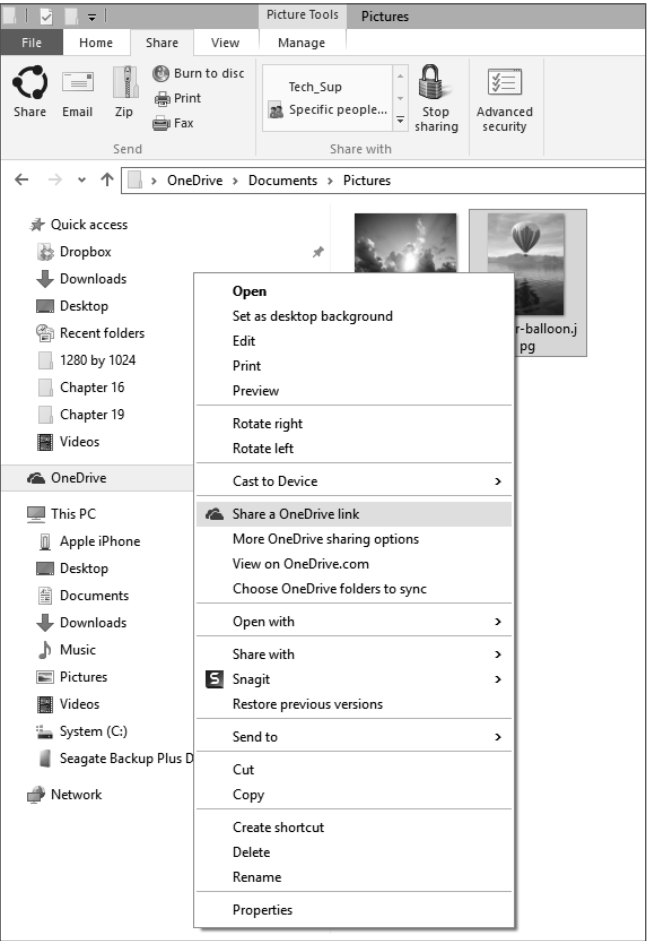 Picture Tools Pictures
File Home Share View Manage
Share
Email
Zip
Burn to disc
Print
Fax
Send
Tech_Sup
Specific people...
Share with
Stop
sharing
Advanced
security
OneDrive > Documents > Pictures
Quick access
Dropbox
Downloads
Desktop
Recent folders
1280 by 1024
Chapter 16
Chapter 19
Videos
OneDrive
This PC
Apple iPhone
Desktop
Documents
Downloads
Music
Pictures
Videos
System (C:)
Seagate Backup Plus D
Network
r-balloon.j
pg
Open
Set as desktop background
Edit
Print
Preview
Rotate right
Rotate left
Cast to Device
Share a OneDrive link
More OneDrive sharing options
View on OneDrive.com
Choose OneDrive folders to sync
Open with
Share with
S Snagit
Restore previous versions
Send to
Cut
Copy
Create shortcut
Delete
Rename
Properties